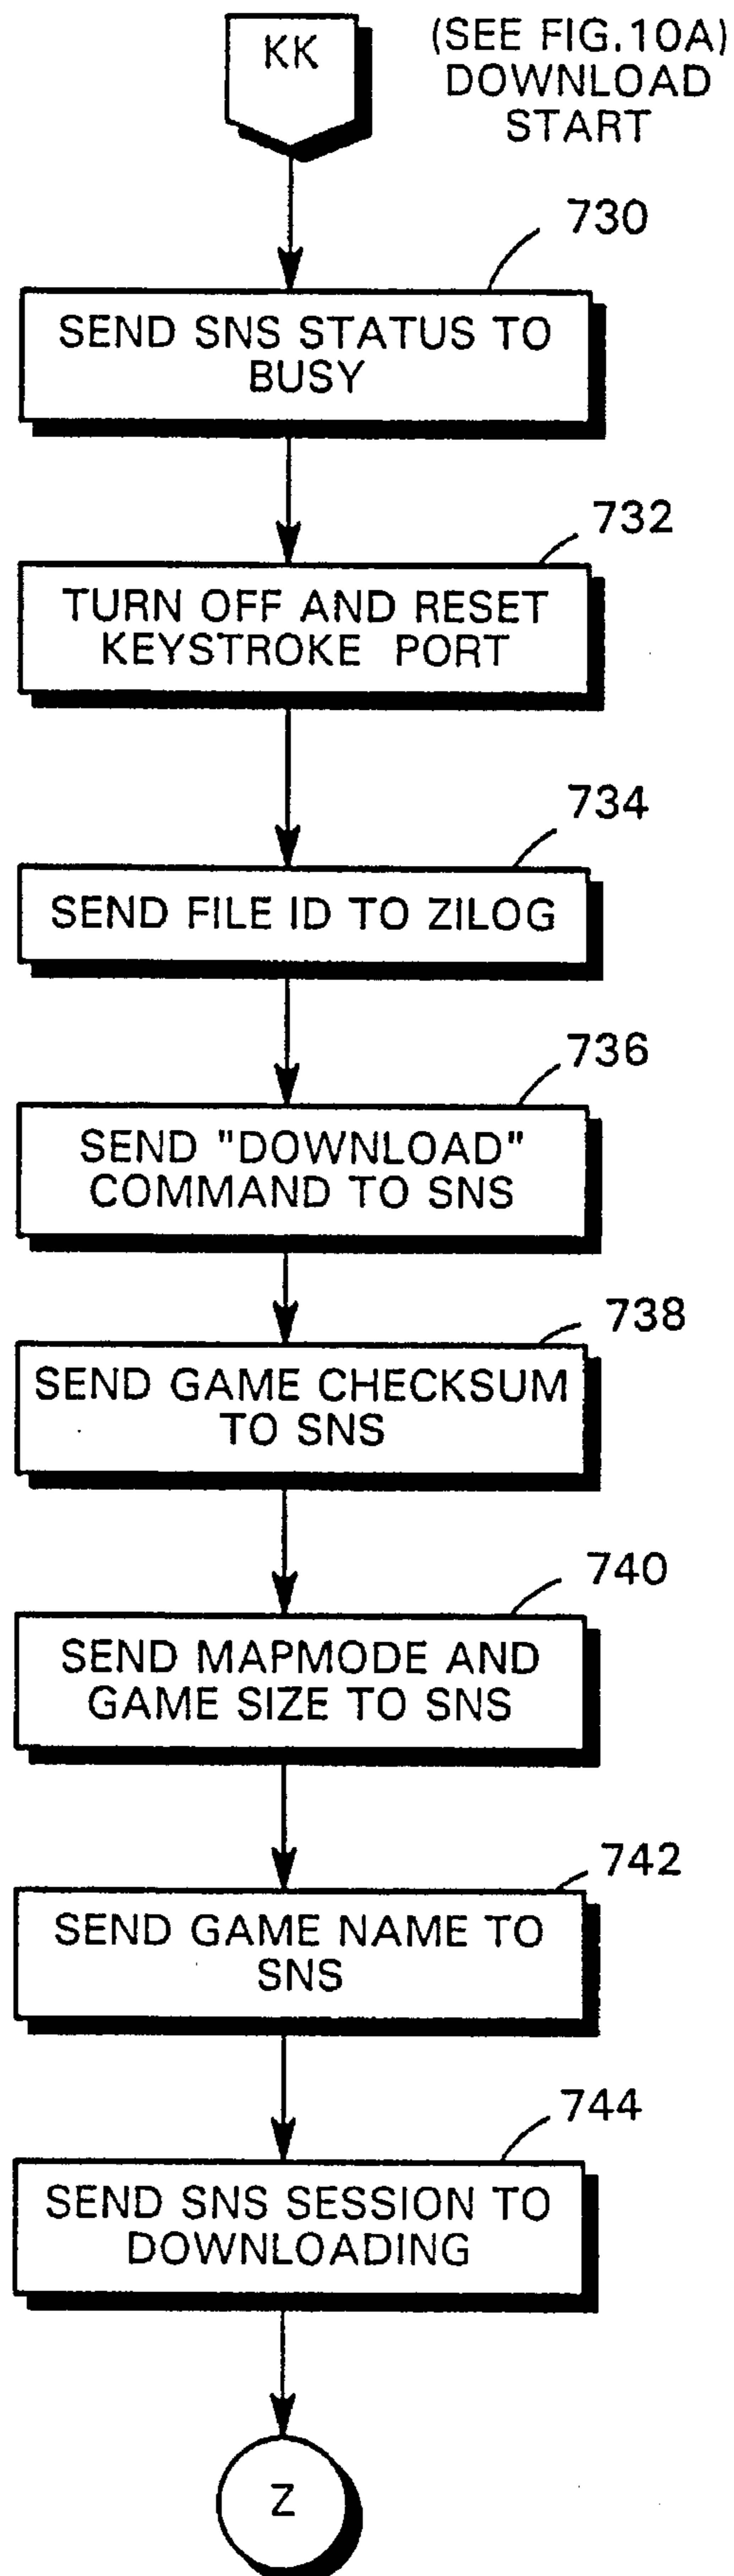 KK
(SEE FIG.10A)
DOWNLOAD
START
730
SEND SNS STATUS TO
BUSY
732
TURN OFF AND RESET
KEYSTROKE PORT
734
SEND FILE ID TO ZILOG
736
SEND "DOWNLOAD"
COMMAND TO SNS
738
SEND GAME CHECKSUM
TO SNS
740
SEND MAPMODE AND
GAME SIZE TO SNS
742
SEND GAME NAME TO
SNS
744
SEND SNS SESSION TO
DOWNLOADING
Z